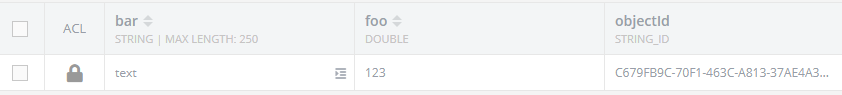 ACL bar foo objectId
STRING | MAX LENGTH: 250 DOUBLE STRING_ID
text 123 C679FB9C-70F1-463C-A813-37AE4A3...